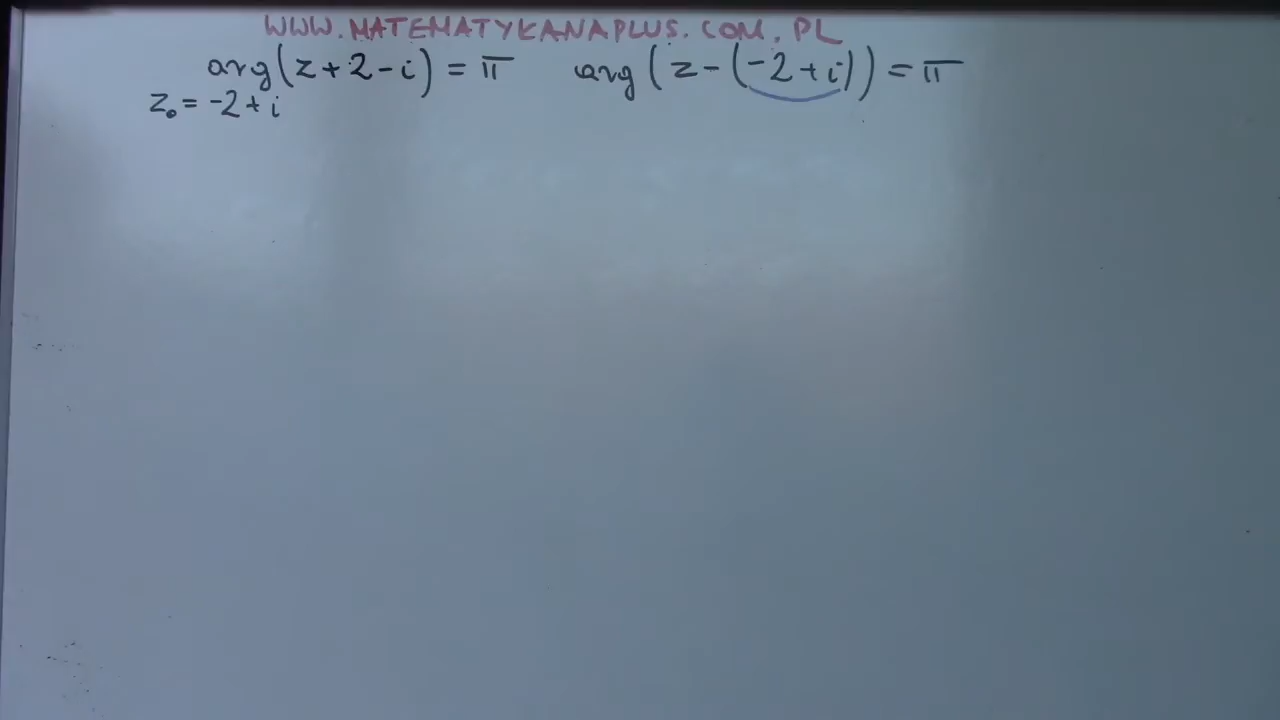 WWW.MATEMATYKANAPLUS.COM.PL
arg(z+2-i) = π arg(z-(-2+i)) = π
z₀ = -2+i